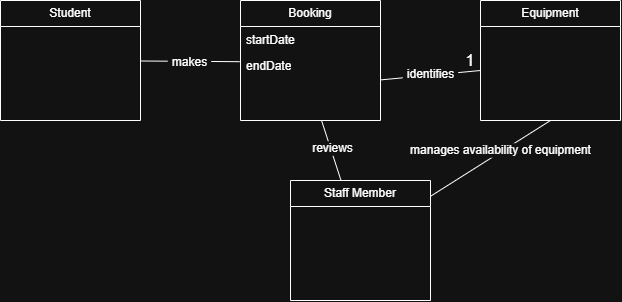 Student
Booking
Equipment
startDate
endDate
makes
identifies
1
reviews
manages availability of equipment
Staff Member